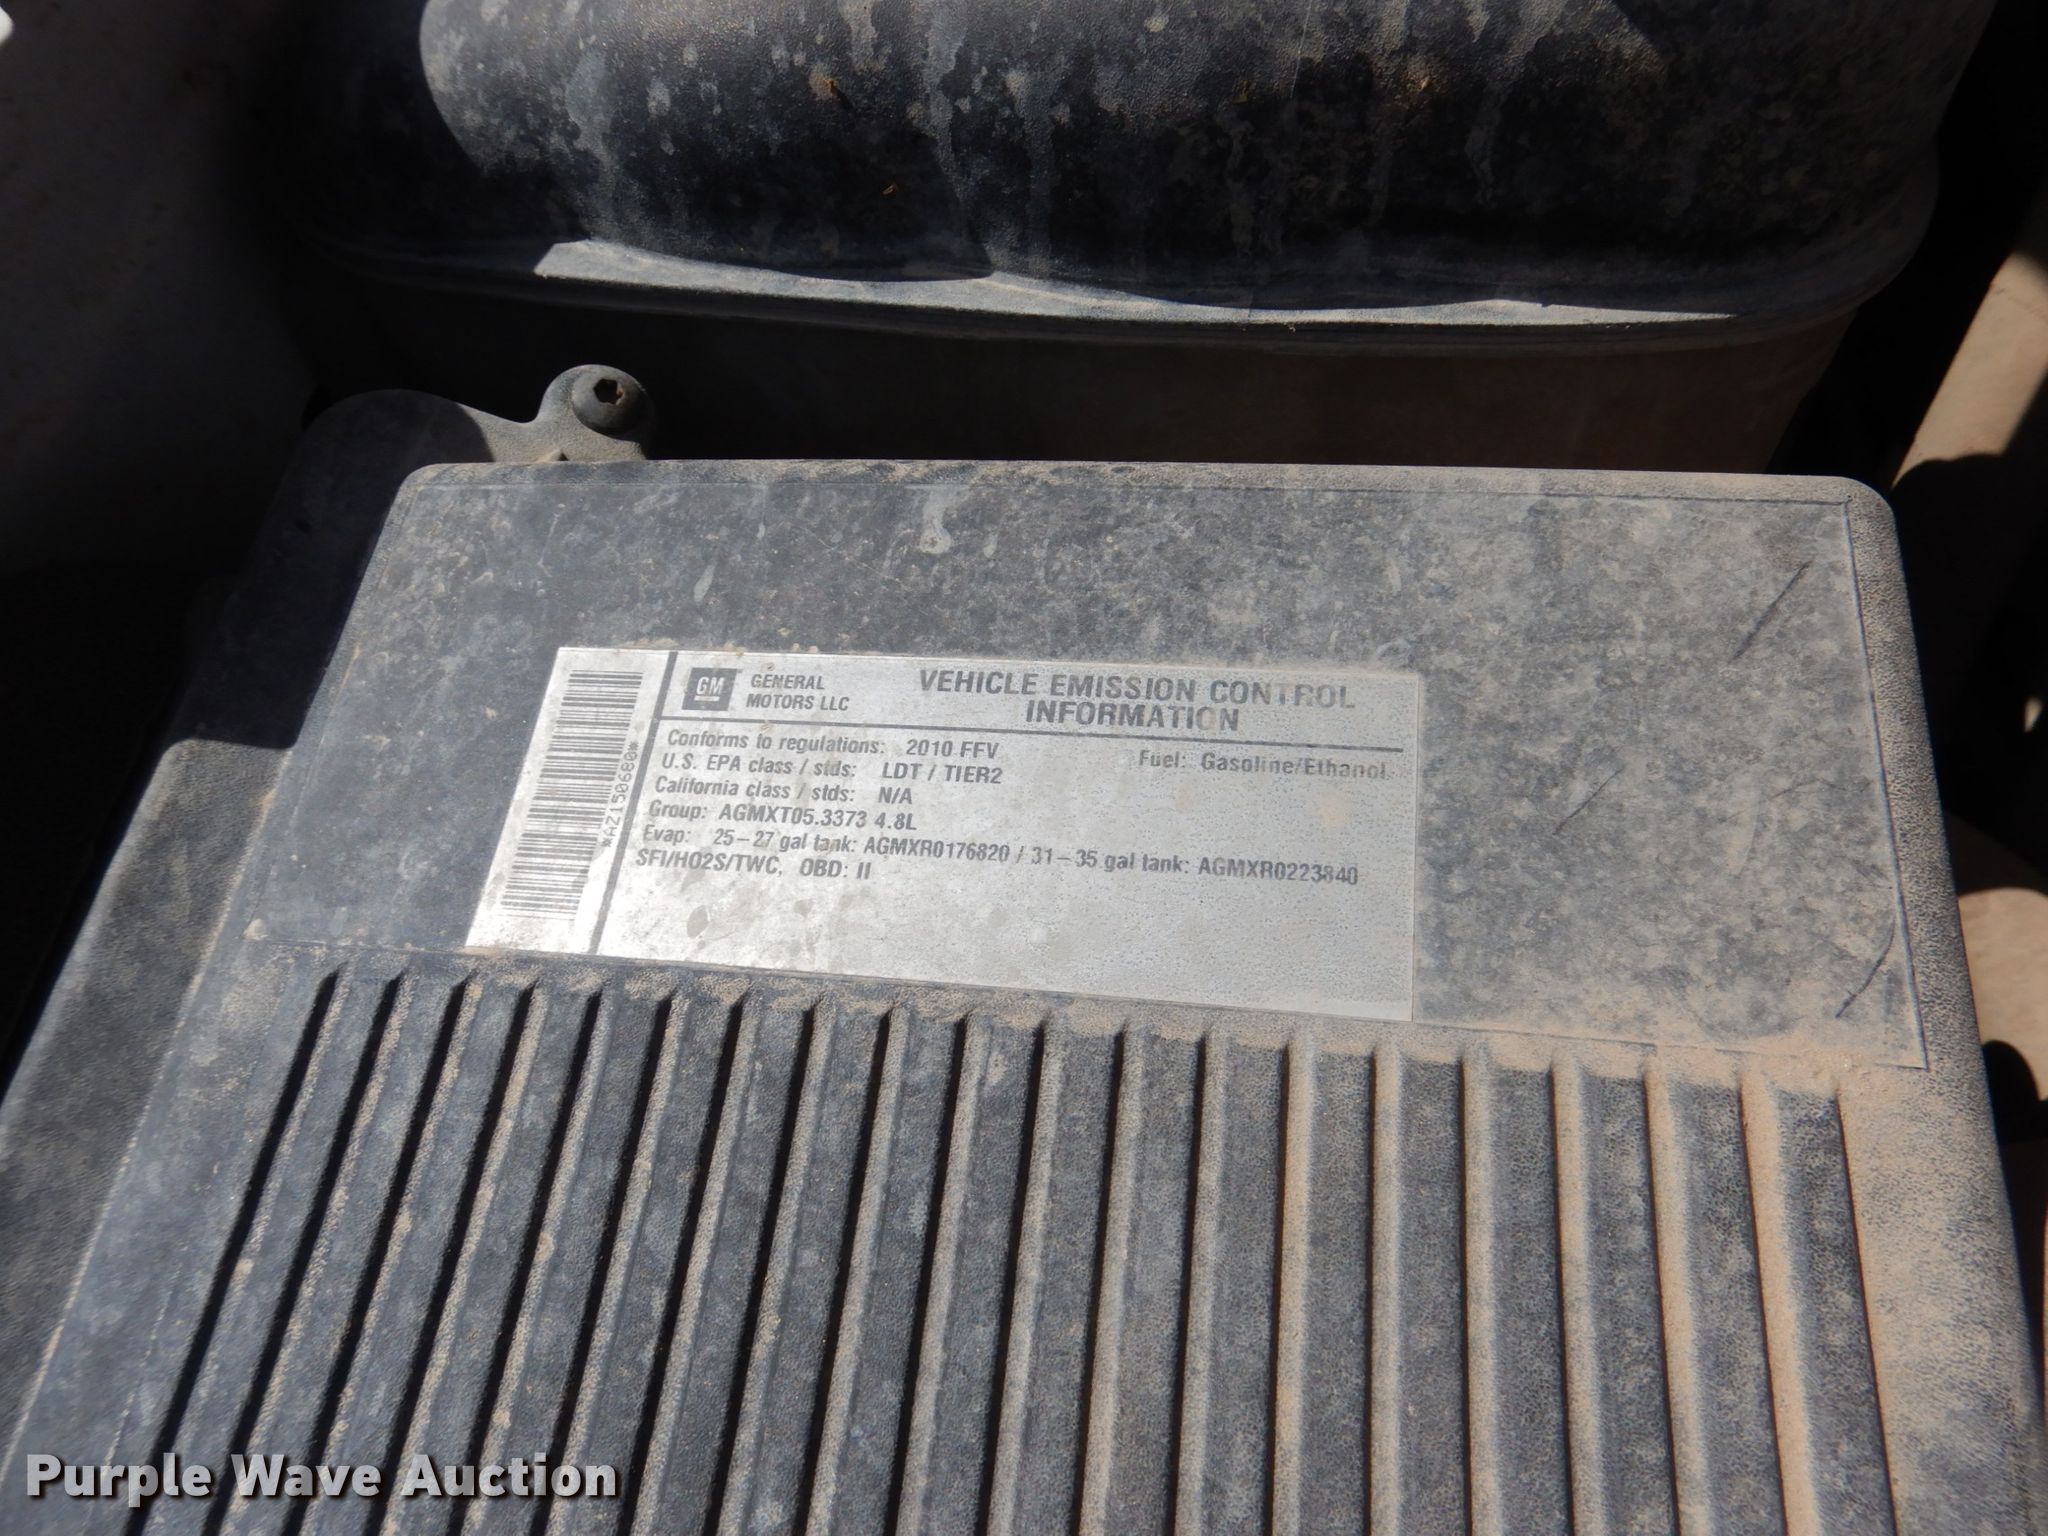 GM
GENERAL
MOTORS LLC
VEHICLE EMISSION CONTROL
INFORMATION
Conforms to regulations: 2010 FFV
Fuel: Gasoline/Ethanol
U.S. EPA class / stds: LDT / TIER2
California class / stds: N/A
Group: AGMXT05.3373 4.8L
Evap: 25-27 gal tank: AGMXR0176820 / 31-35 gal tank: AGMXR0223840
SFI/HO2S/TWC, OBD: II
*AZ150680*
Purple Wave Auction